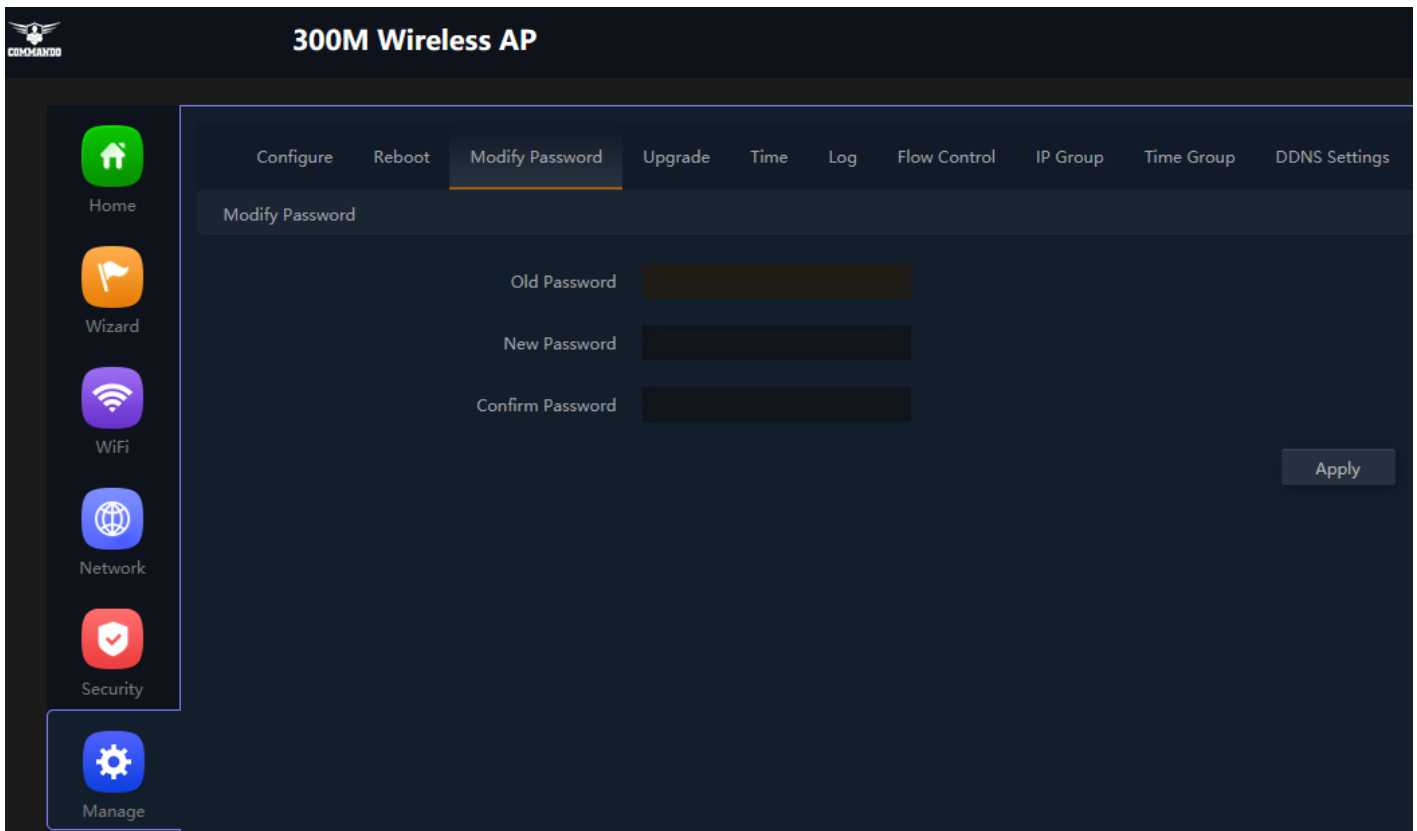 COMMANDO
300M Wireless AP
Configure Reboot Modify Password Upgrade Time Log Flow Control IP Group Time Group DDNS Settings
Home
Modify Password
Old Password
Wizard
New Password
Confirm Password
WiFi
Apply
Network
Security
Manage